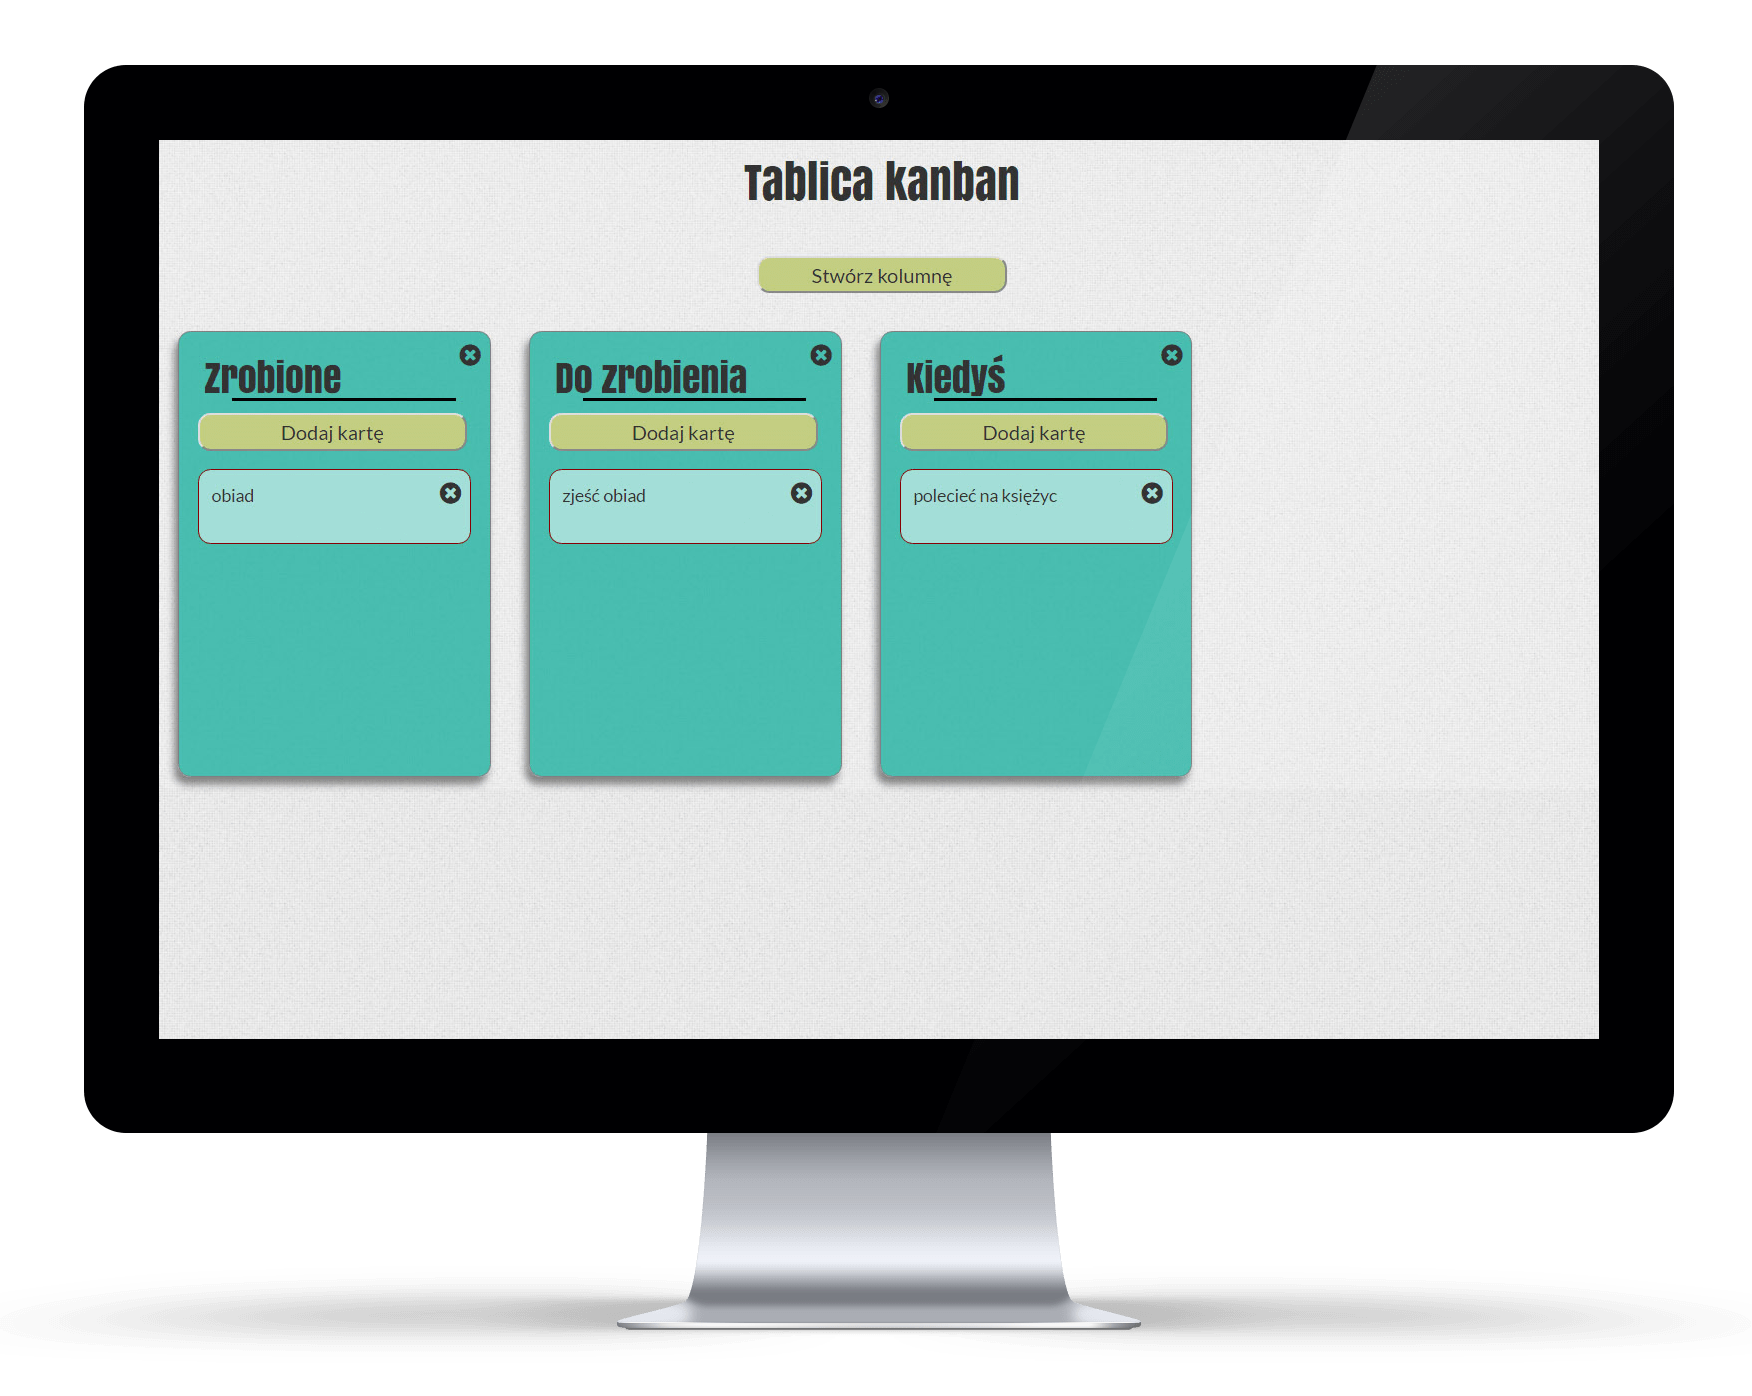 Tablica kanban
Stwórz kolumnę
Zrobione
Dodaj kartę
obiad
Do zrobienia
Dodaj kartę
zjeść obiad
Kiedyś
Dodaj kartę
polecieć na księżyc